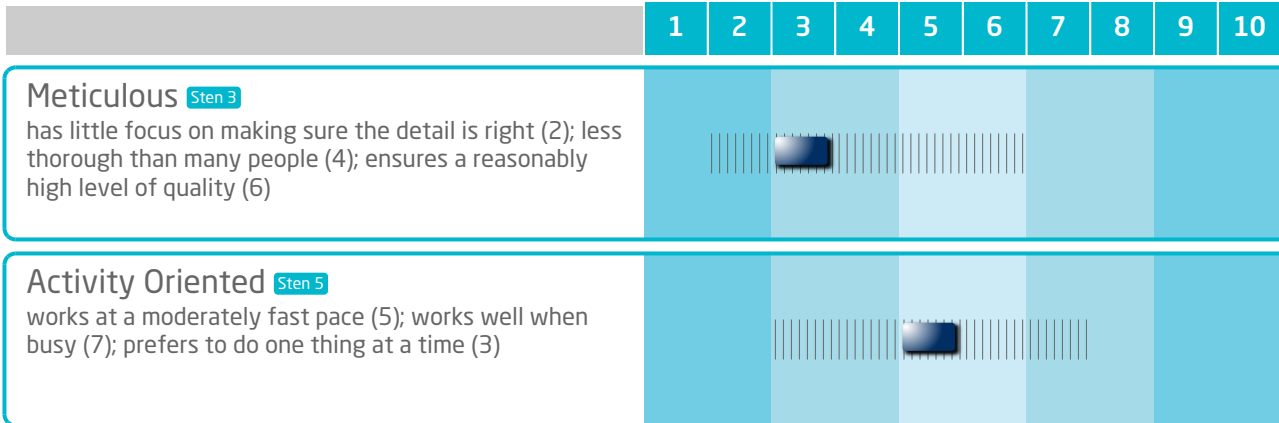 1 2 3 4 5 6 7 8 9 10
Meticulous Sten 3
has little focus on making sure the detail is right (2); less
thorough than many people (4); ensures a reasonably
high level of quality (6)
Activity Oriented Sten 5
works at a moderately fast pace (5); works well when
busy (7); prefers to do one thing at a time (3)